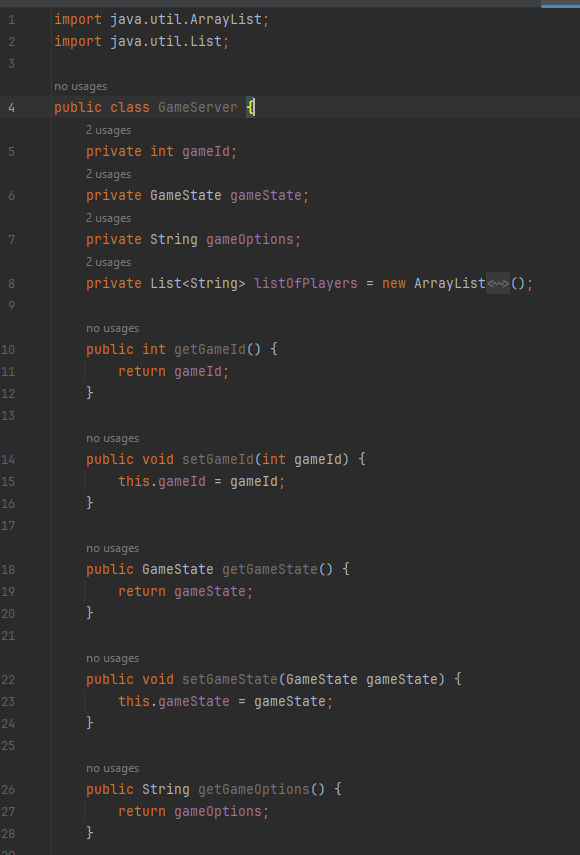 1 import java.util.ArrayList;
2 import java.util.List;
3
no usages
4 public class GameServer {
2 usages
5 private int gameId;
2 usages
6 private GameState gameState;
2 usages
7 private String gameOptions;
2 usages
8 private List<String> listOfPlayers = new ArrayList<~>();
9
no usages
10 public int getGameId() {
11 return gameId;
12 }
13
no usages
14 public void setGameId(int gameId) {
15 this.gameId = gameId;
16 }
17
no usages
18 public GameState getGameState() {
19 return gameState;
20 }
21
no usages
22 public void setGameState(GameState gameState) {
23 this.gameState = gameState;
24 }
25
no usages
26 public String getGameOptions() {
27 return gameOptions;
28 }